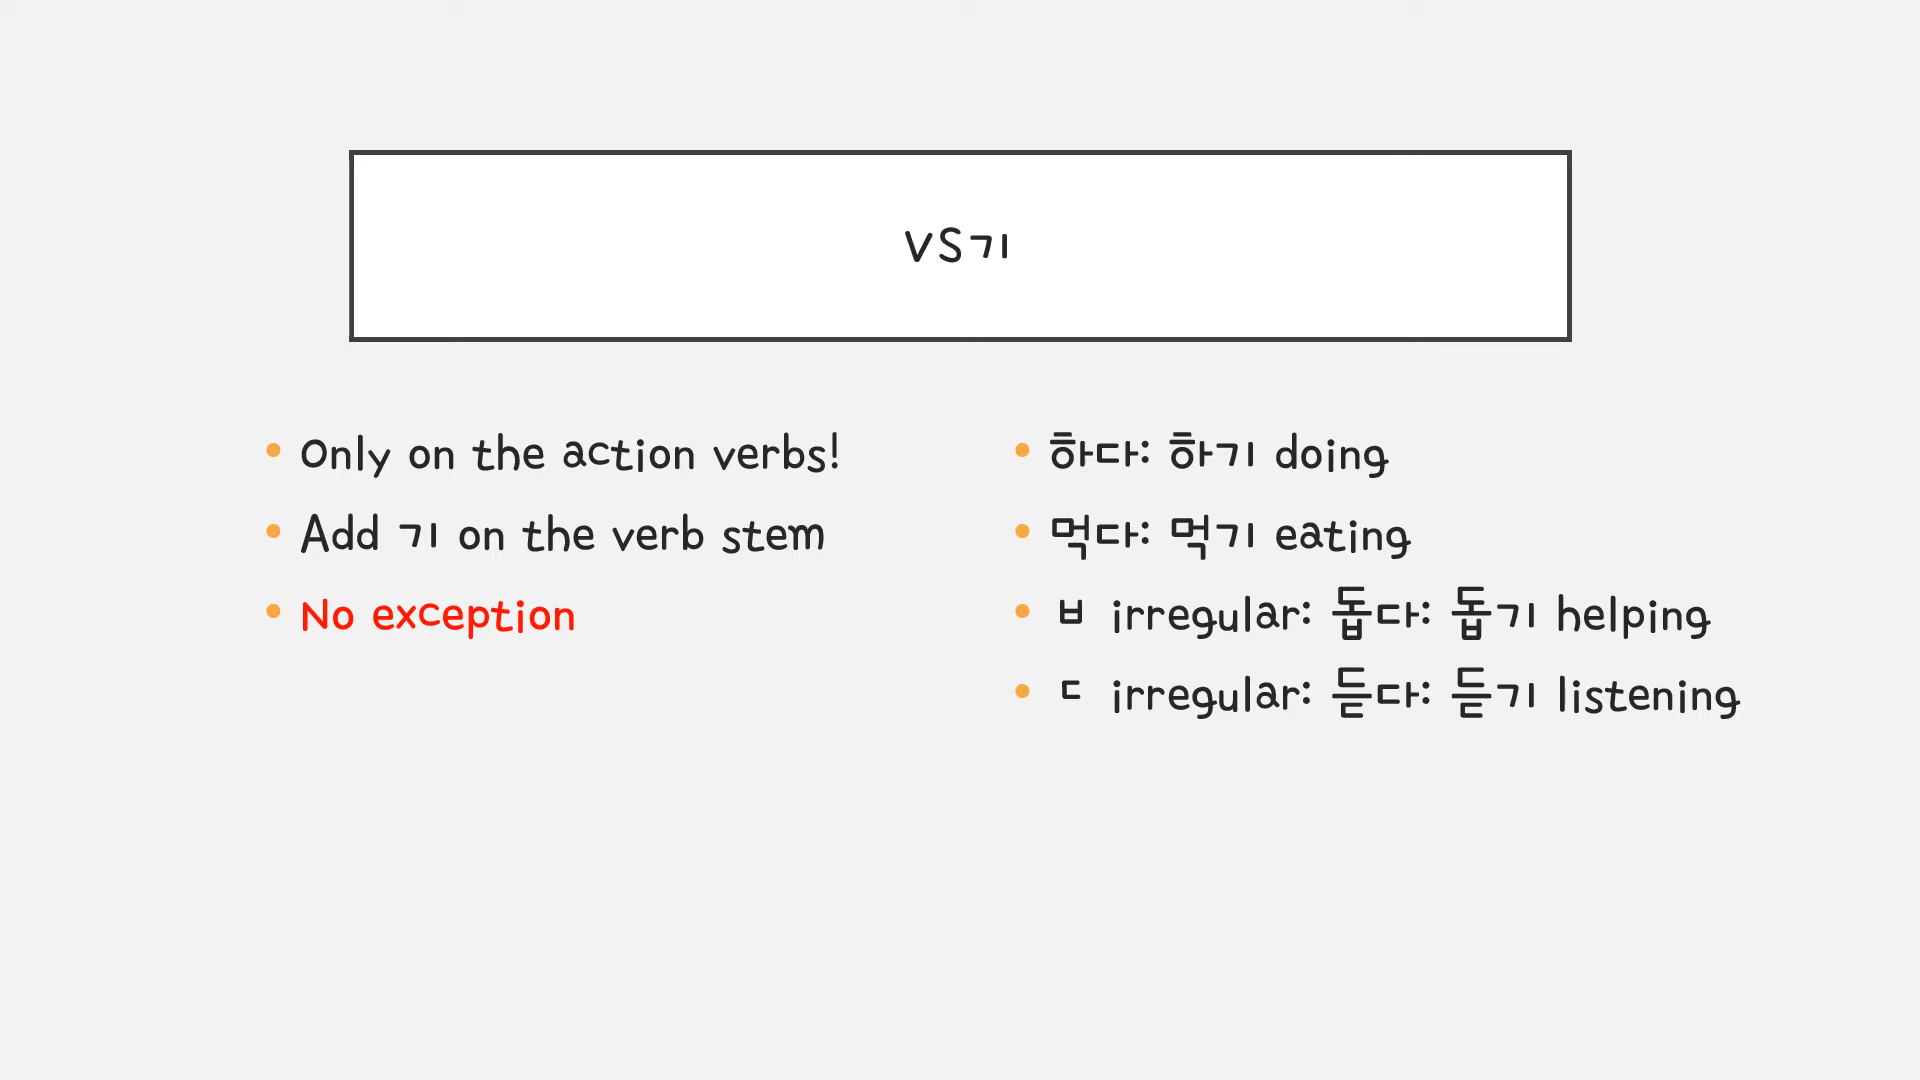 VS기
Only on the action verbs!
Add 기 on the verb stem
No exception
하다: 하기 doing
먹다: 먹기 eating
ㅂ irregular: 돕다: 돕기 helping
ㄷ irregular: 듣다: 듣기 listening